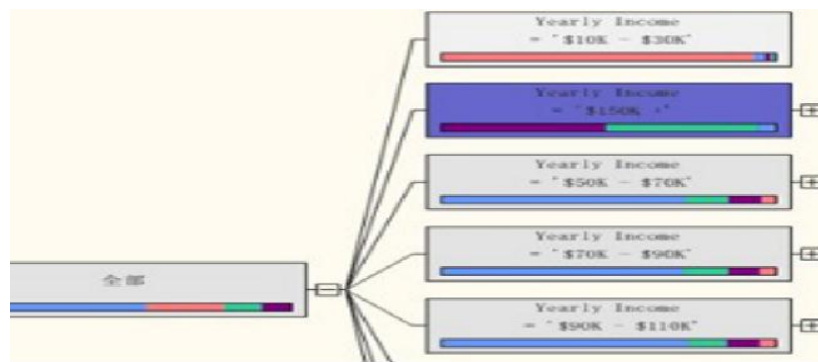 Yearly Income
= '$10K - $30K'
Yearly Income
= '$150K +'
Yearly Income
= '$50K - $70K'
Yearly Income
= '$70K - $90K'
全部
Yearly Income
= '$90K - $110K'